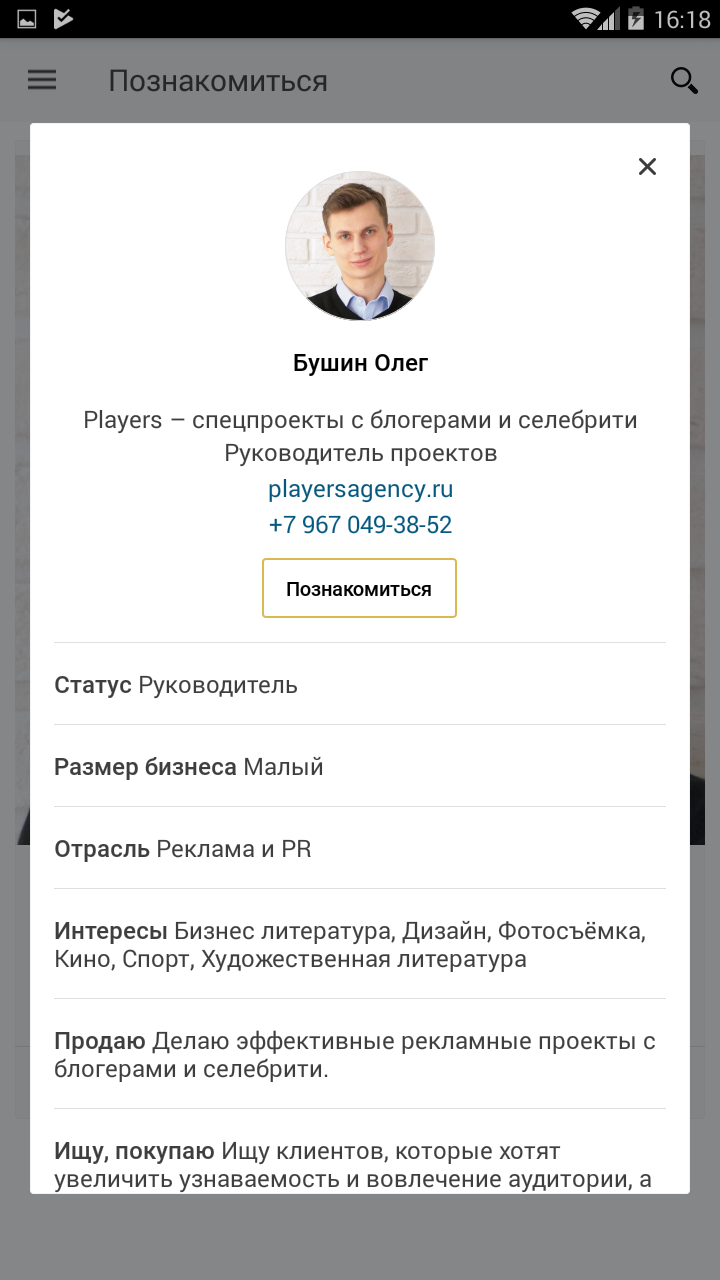 16:18
Познакомиться
Бушин Олег
Players – спецпроекты с блогерами и селебрити
Руководитель проектов
playersagency.ru
+7 967 049-38-52
Познакомиться
Статус Руководитель
Размер бизнеса Малый
Отрасль Реклама и PR
Интересы Бизнес литература, Дизайн, Фотосъёмка,
Кино, Спорт, Художественная литература
Продаю Делаю эффективные рекламные проекты с
блогерами и селебрити.
Ищу, покупаю Ищу клиентов, которые хотят
увеличить узнаваемость и вовлечение аудитории, а